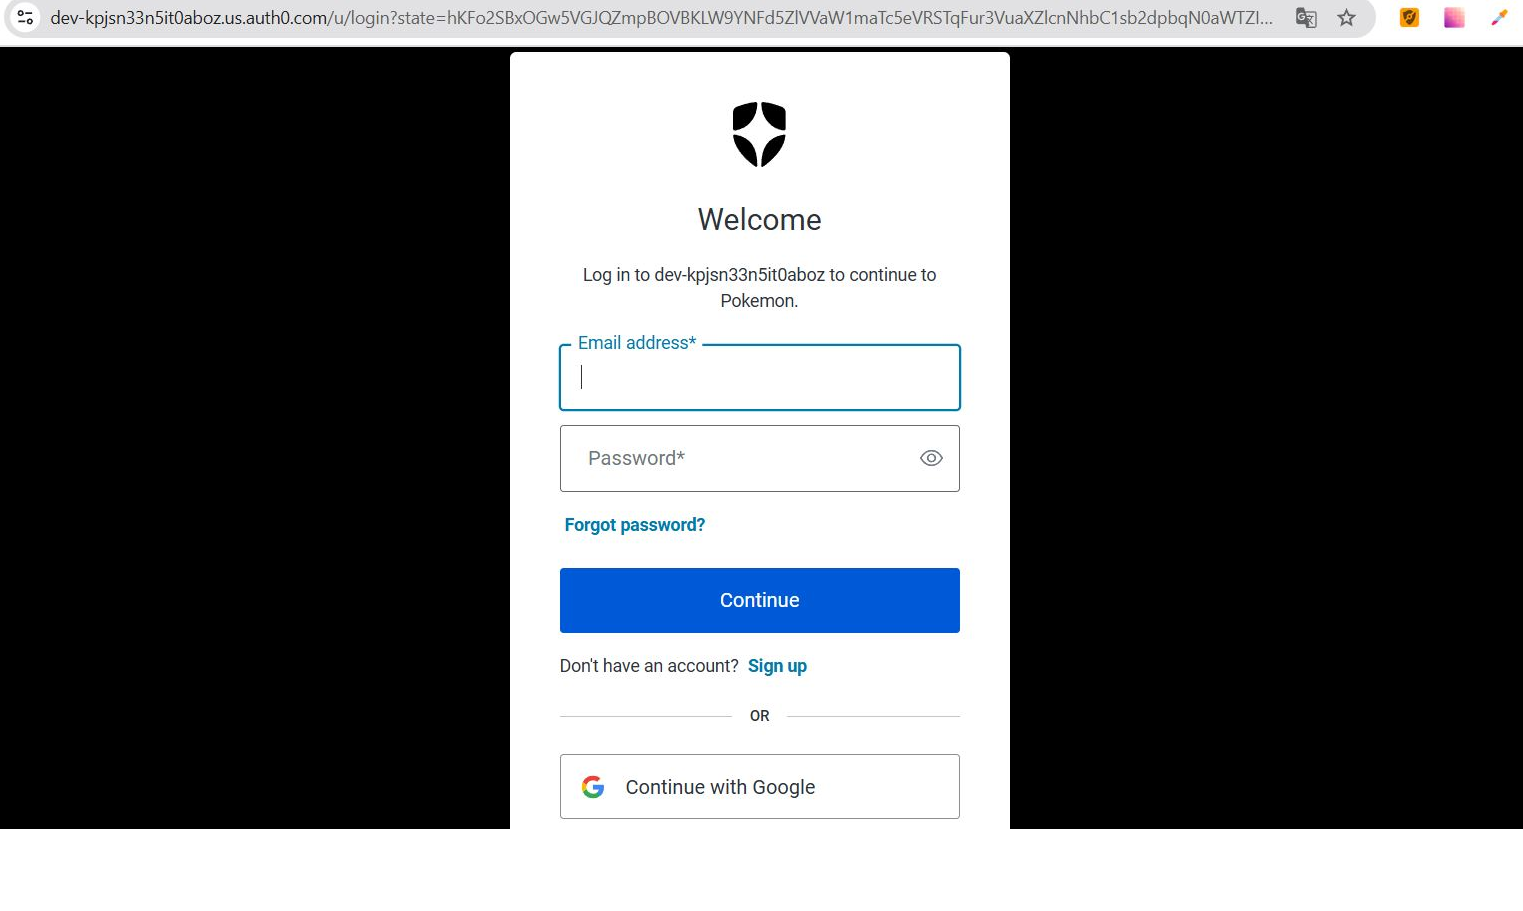 dev-kpjsn33n5it0aboz.us.auth0.com/u/login?state=hKFo2SBxOGw5VGJQZmpBOVBKLW9YNFd5ZlVVaW1maTc5eVRSTqFur3VuaXZlcnNhbC1sb2dpbqN0aWTZI...
Welcome
Log in to dev-kpjsn33n5it0aboz to continue to
Pokemon.
Email address*
Password*
Forgot password?
Continue
Don't have an account? Sign up
OR
Continue with Google